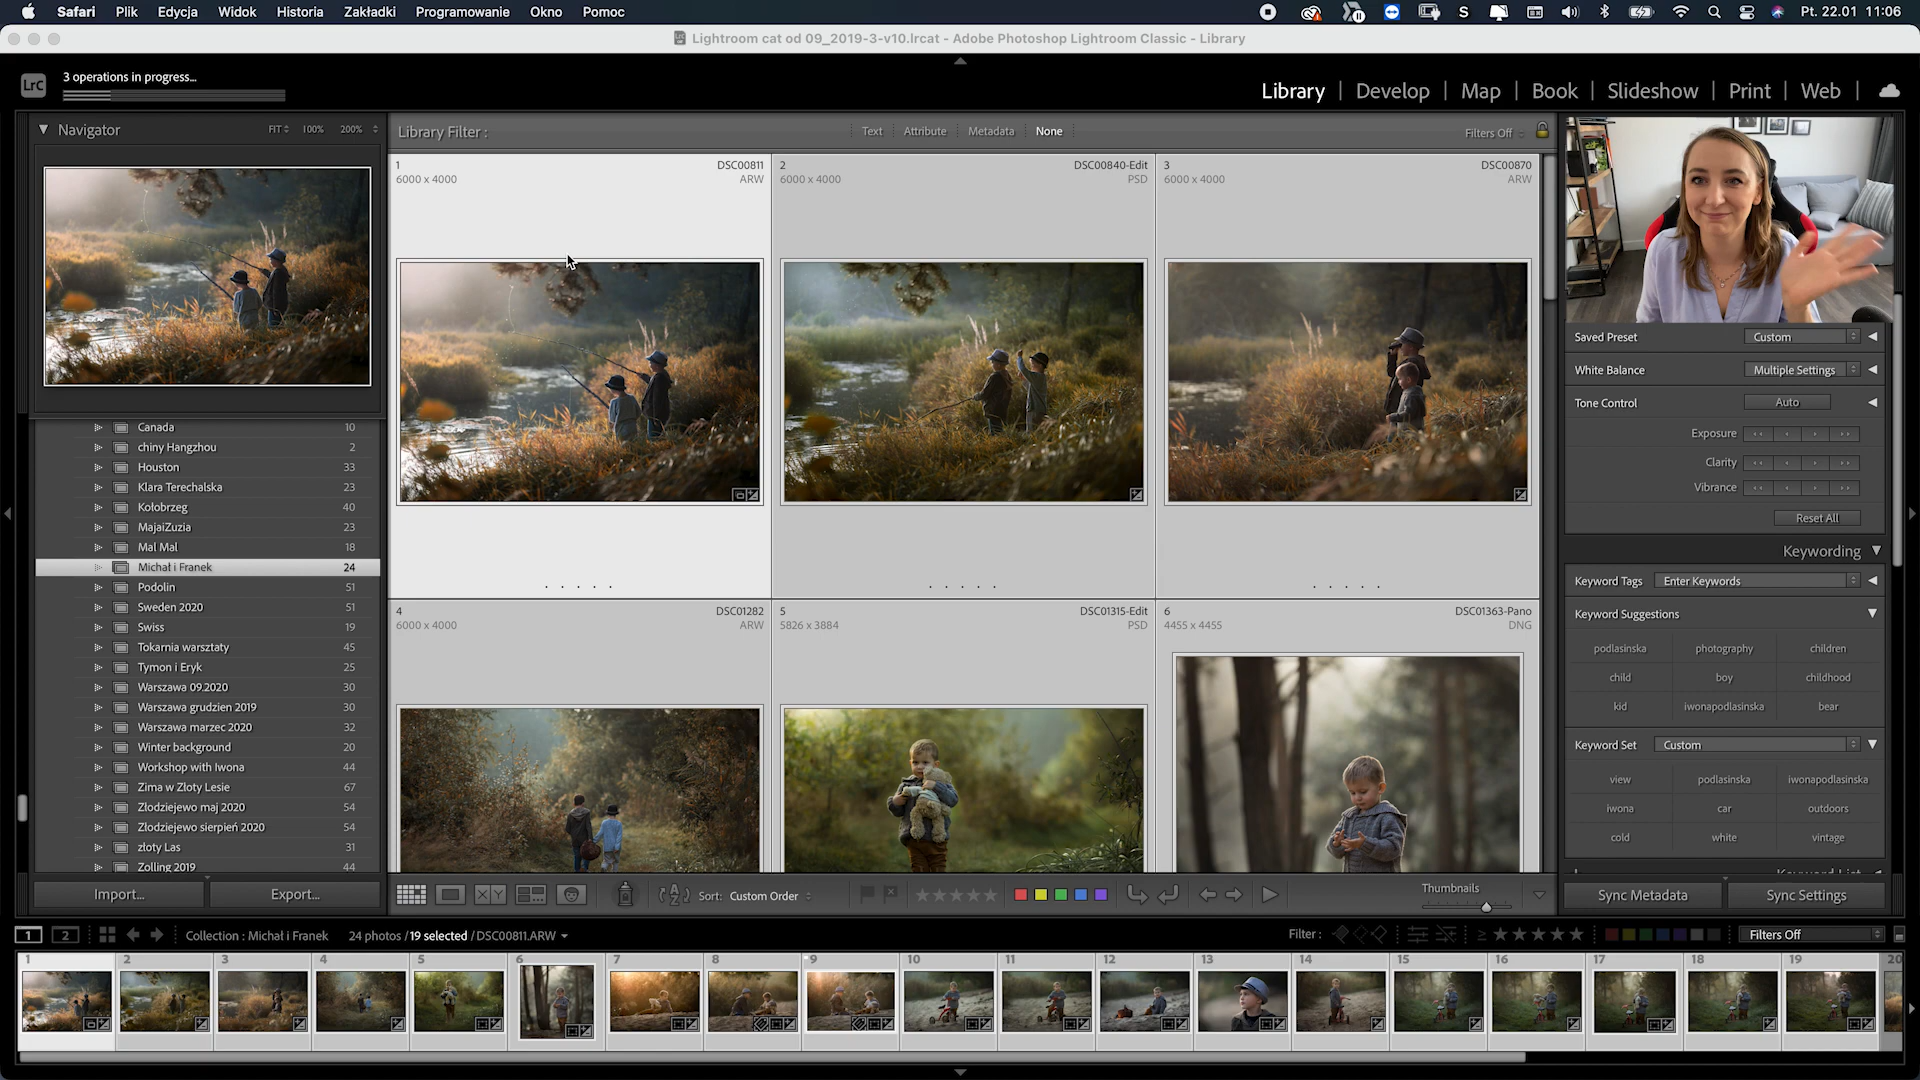 Safari Plik Edycja Widok Historia Zakładki Programowanie Okno Pomoc
Pt. 22.01 11:06
Lightroom cat od 09_2019-3-v10.lrcat - Adobe Photoshop Lightroom Classic - Library
LrC
3 operations in progress...
Library | Develop | Map | Book | Slideshow | Print | Web |
Navigator FIT 100% 200%
Library Filter : Text Attribute Metadata None Filters Off
1 DSC00811
6000 x 4000 ARW
2 DSC00840-Edit
6000 x 4000 PSD
3 DSC00870
6000 x 4000 ARW
4 DSC01282
6000 x 4000 ARW
5 DSC01315-Edit
5826 x 3884 PSD
6 DSC01363-Pano
4455 x 4455 DNG
Canada 10
chiny Hangzhou 2
Houston 33
Klara Terechalska 23
Kołobrzeg 40
MajaiZuzia 23
Mal Mal 18
Michał i Franek 24
Podolin 51
Sweden 2020 51
Swiss 19
Tokarnia warsztaty 45
Tymon i Eryk 25
Warszawa 09.2020 30
Warszawa grudzien 2019 30
Warszawa marzec 2020 32
Winter background 20
Workshop with Iwona 44
Zima w Złoty Lesie 67
Złodziejewo maj 2020 54
Złodziejewo sierpień 2020 54
złoty Las 31
Zolling 2019 44
Import... Export...
Saved Preset Custom
White Balance Multiple Settings
Tone Control Auto
Exposure
Clarity
Vibrance
Reset All
Keywording
Keyword Tags Enter Keywords
Keyword Suggestions
podlasinska photography children
child boy childhood
kid iwonapodlasinska bear
Keyword Set Custom
view podlasinska iwonapodlasinska
iwona car outdoors
cold white vintage
Keyword List
Sync Metadata Sync Settings
X Y
Sort: Custom Order
Thumbnails
1 2 Collection : Michał i Franek 24 photos / 19 selected / DSC00811.ARW
Filter : Filters Off
1 2 3 4 5 6 7 8 9 10 11 12 13 14 15 16 17 18 19 20